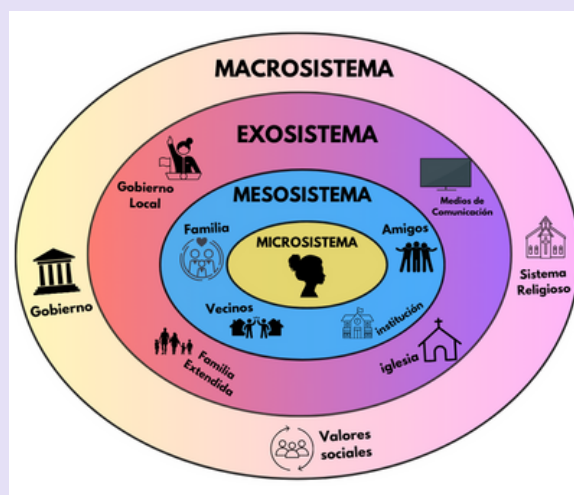 MACROSISTEMA
EXOSISTEMA
Gobierno
Local
Medios de
Comunicación
MESOSISTEMA
Familia
Amigos
MICROSISTEMA
Vecinos
institución
Gobierno
Sistema
Religioso
Familia
Extendida
iglesia
Valores
sociales